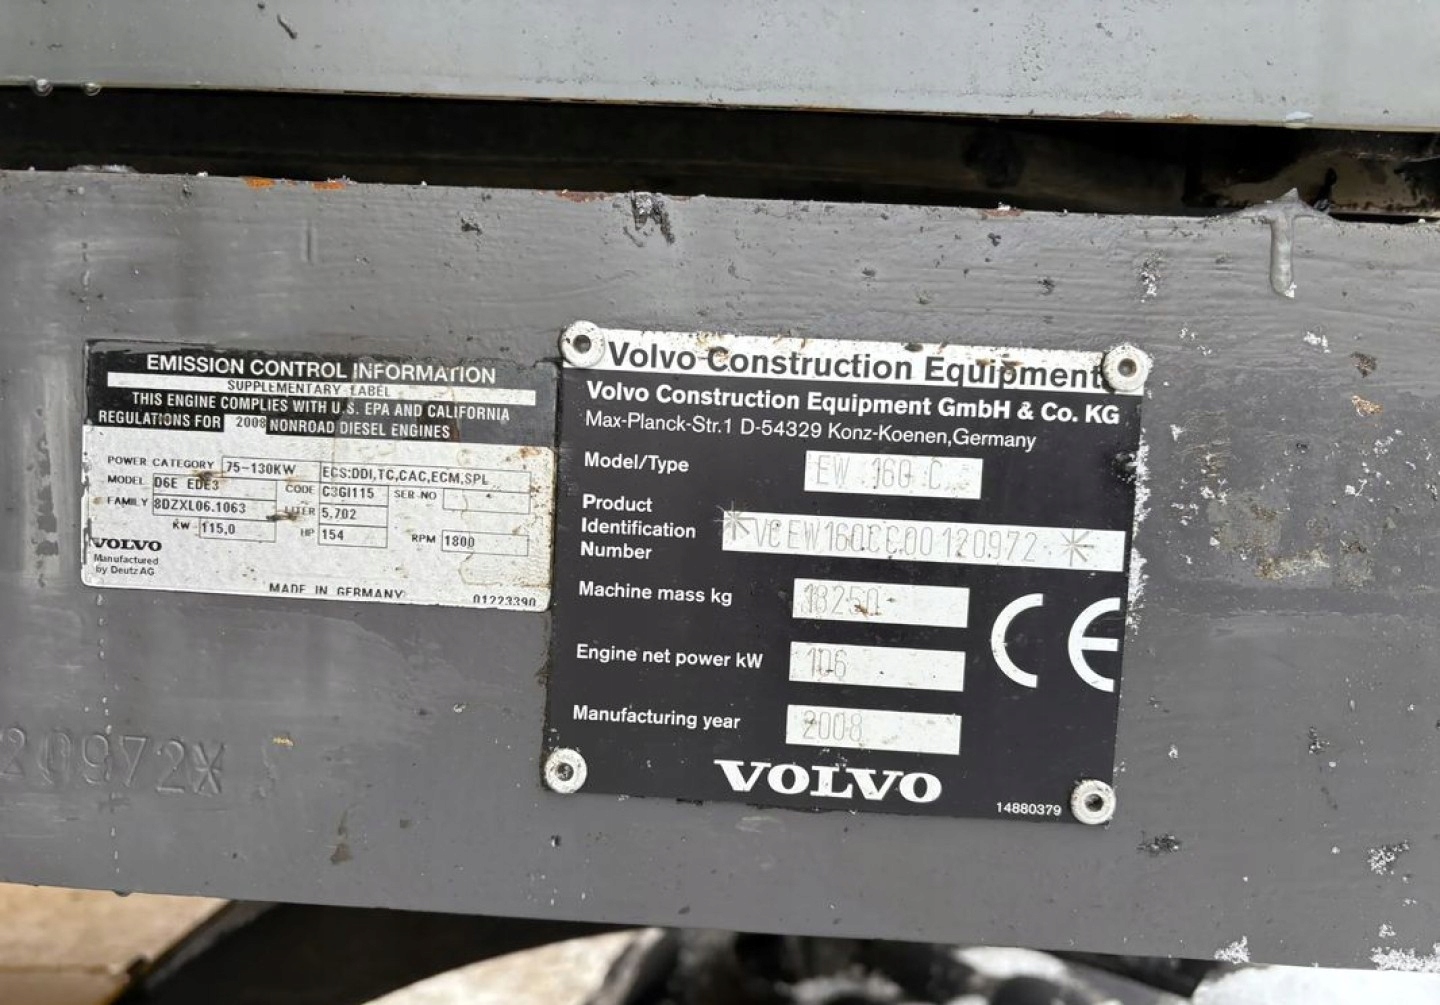 EMISSION CONTROL INFORMATION
SUPPLEMENTARY LABEL
THIS ENGINE COMPLIES WITH U.S. EPA AND CALIFORNIA
REGULATIONS FOR 2008 NONROAD DIESEL ENGINES
POWER CATEGORY 75-130KW ECS:DDI,TC,CAC,ECM,SPL
MODEL D6E EDE3 CODE C3GI115 SER-NO
FAMILY 8DZXL06.1063 LITER 5,702
KW 115,0 HP 154 RPM 1800
VOLVO
Manufactured
by Deutz AG
MADE IN GERMANY 01223390
Volvo Construction Equipment
Volvo Construction Equipment GmbH & Co. KG
Max-Planck-Str.1 D-54329 Konz-Koenen,Germany
Model/Type EW 160 C
Product
Identification
Number *VCEW160CC00120972*
Machine mass kg 18250
Engine net power kW 106
CE
Manufacturing year 2008
VOLVO
14880379
20972*